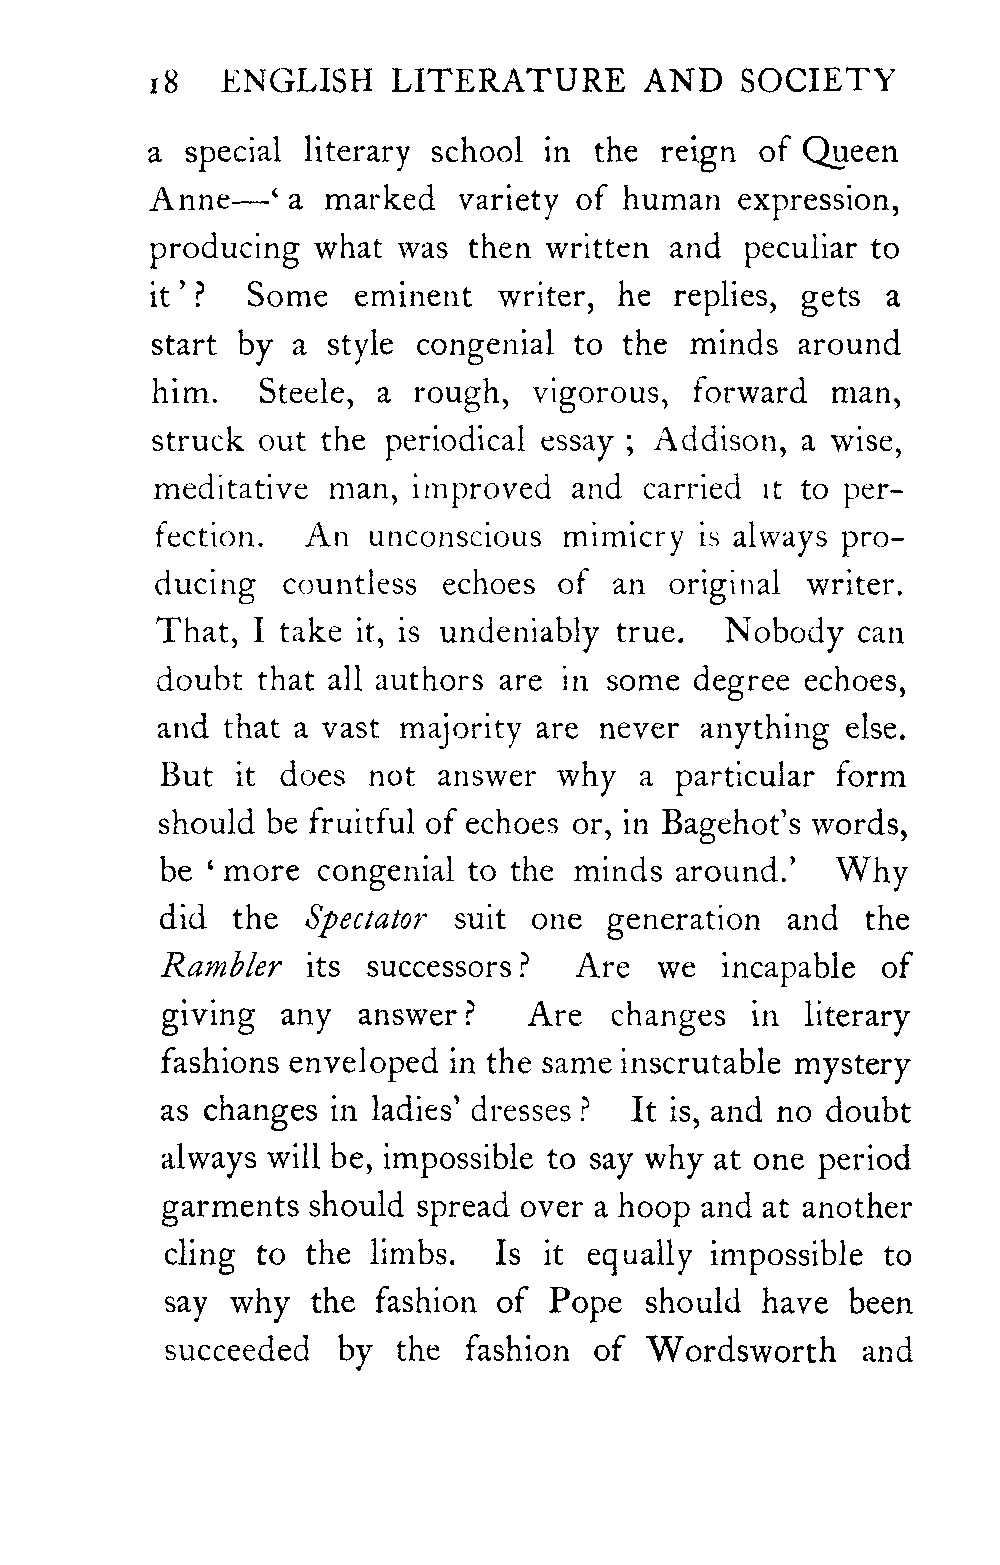 18 ENGLISH LITERATURE AND SOCIETY
a special literary school in the reign of Queen
Anne—‘ a marked variety of human expression,
producing what was then written and peculiar to
it ’ ? Some eminent writer, he replies, gets a
start by a style congenial to the minds around
him. Steele, a rough, vigorous, forward man,
struck out the periodical essay ; Addison, a wise,
meditative man, improved and carried it to per-
fection. An unconscious mimicry is always pro-
ducing countless echoes of an original writer.
That, I take it, is undeniably true. Nobody can
doubt that all authors are in some degree echoes,
and that a vast majority are never anything else.
But it does not answer why a particular form
should be fruitful of echoes or, in Bagehot’s words,
be ‘ more congenial to the minds around.’ Why
did the Spectator suit one generation and the
Rambler its successors ? Are we incapable of
giving any answer ? Are changes in literary
fashions enveloped in the same inscrutable mystery
as changes in ladies’ dresses ? It is, and no doubt
always will be, impossible to say why at one period
garments should spread over a hoop and at another
cling to the limbs. Is it equally impossible to
say why the fashion of Pope should have been
succeeded by the fashion of Wordsworth and